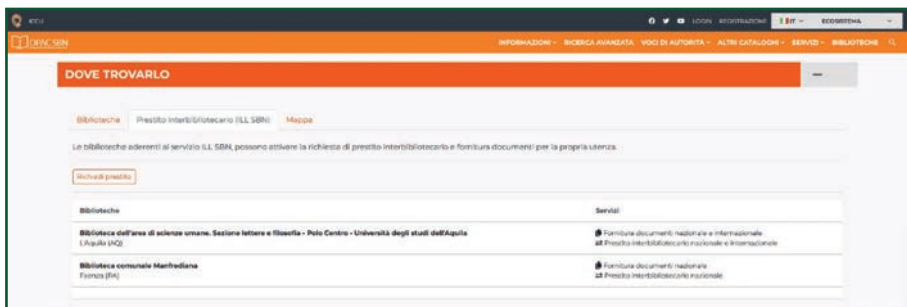 ICCU
LOGIN REGISTRAZIONE IT ECOSISTEMA
OPAC SBN
INFORMAZIONI RICERCA AVANZATA VOCI DI AUTORITÀ ALTRI CATALOGHI SERVIZI BIBLIOTECHE
DOVE TROVARLO
Biblioteche Prestito interbibliotecario (ILL SBN) Mappa
Le biblioteche aderenti al servizio ILL SBN, possono attivare la richiesta di prestito interbibliotecario e fornitura documenti per la propria utenza.
Richiedi prestito
Biblioteche Servizi
Biblioteca dell'area di scienze umane. Sezione lettere e filosofia - Polo Centro - Università degli studi dell'Aquila
L'Aquila (AQ)
Fornitura documenti nazionale e internazionale
Prestito interbibliotecario nazionale e internazionale
Biblioteca comunale Manfrediana
Faenza (RA)
Fornitura documenti nazionale
Prestito interbibliotecario nazionale